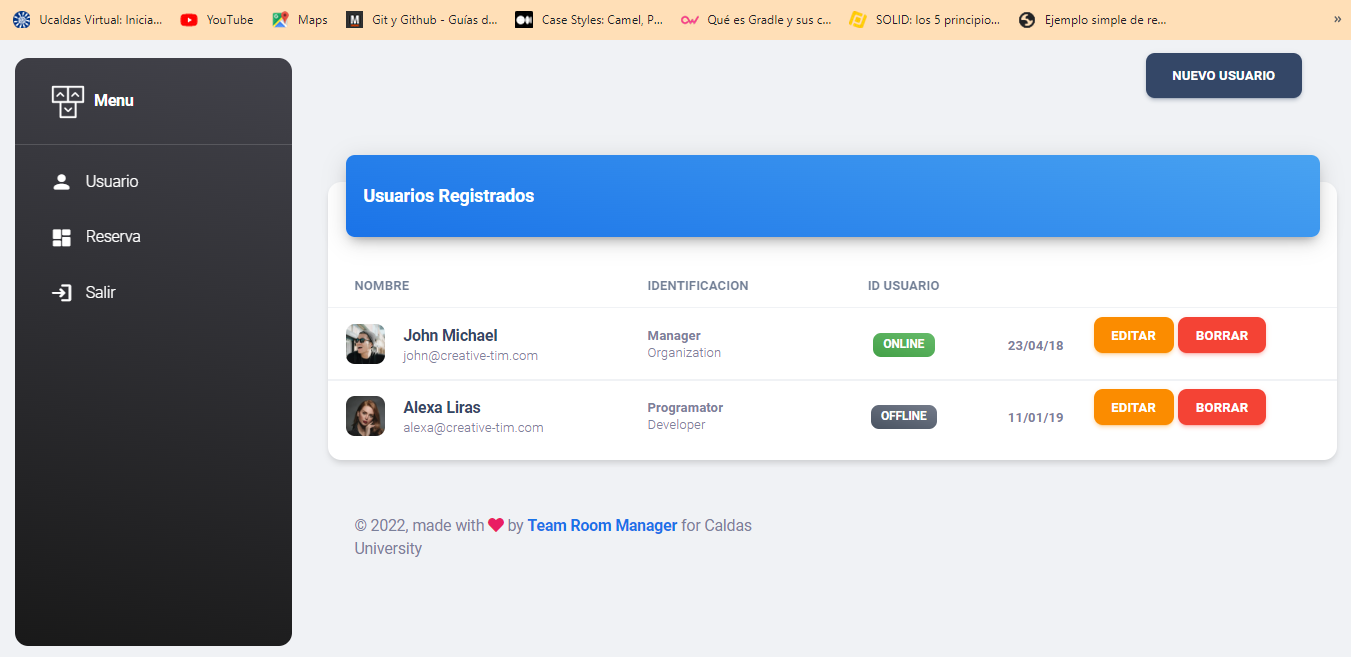 Ucaldas Virtual: Inicia... YouTube Maps Git y Github - Guías d... Case Styles: Camel, P... Qué es Gradle y sus c... SOLID: los 5 principio... Ejemplo simple de re... »
NUEVO USUARIO
Menu
Usuario
Reserva
Salir
Usuarios Registrados
NOMBRE IDENTIFICACION ID USUARIO
John Michael
john@creative-tim.com
Manager
Organization
ONLINE
23/04/18
EDITAR BORRAR
Alexa Liras
alexa@creative-tim.com
Programator
Developer
OFFLINE
11/01/19
EDITAR BORRAR
© 2022, made with ♥ by Team Room Manager for Caldas
University